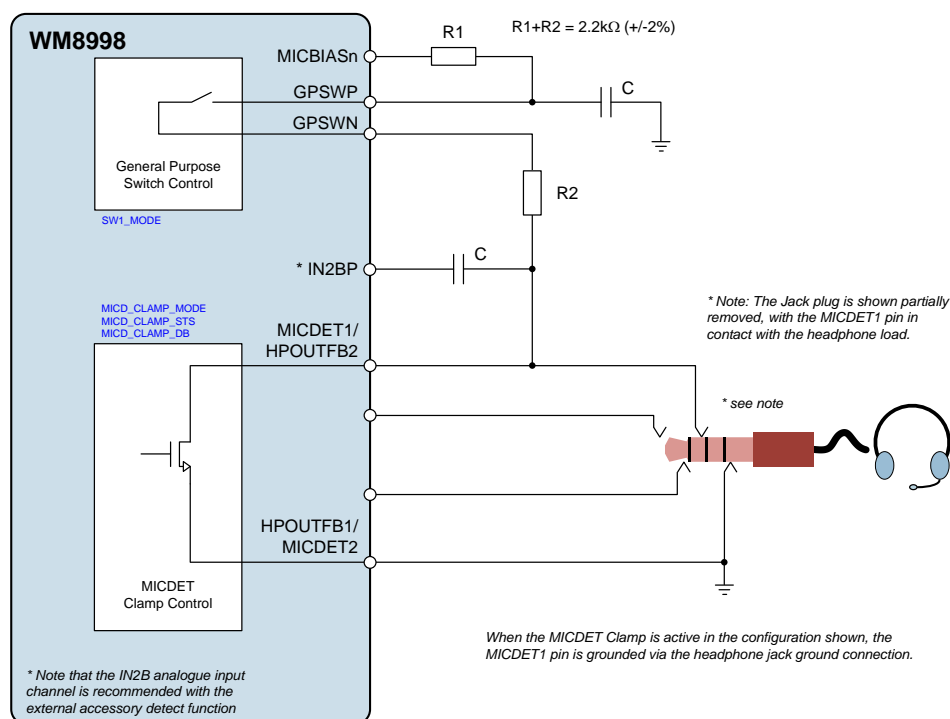 WM8998
R1
R1+R2 = 2.2kΩ (+/-2%)
MICBIASn
GPSWP
C
GPSWN
General Purpose
Switch Control
R2
SW1_MODE
* IN2BP
C
MICD_CLAMP_MODE
MICD_CLAMP_STS
MICD_CLAMP_DB
MICDET1/
HPOUTFB2
* Note: The Jack plug is shown partially
removed, with the MICDET1 pin in
contact with the headphone load.
* see note
HPOUTFB1/
MICDET2
MICDET
Clamp Control
When the MICDET Clamp is active in the configuration shown, the
MICDET1 pin is grounded via the headphone jack ground connection.
* Note that the IN2B analogue input
channel is recommended with the
external accessory detect function